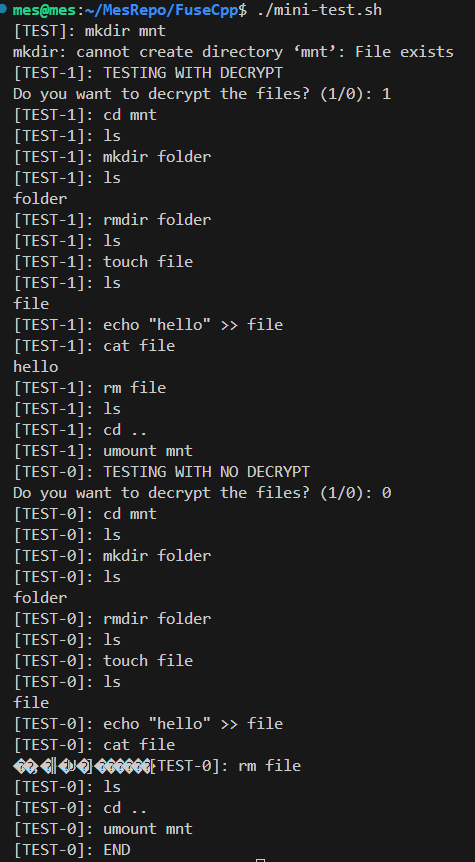 mes@mes:~/MesRepo/FuseCpp$ ./mini-test.sh
[TEST]: mkdir mnt
mkdir: cannot create directory ‘mnt’: File exists
[TEST-1]: TESTING WITH DECRYPT
Do you want to decrypt the files? (1/0): 1
[TEST-1]: cd mnt
[TEST-1]: ls
[TEST-1]: mkdir folder
[TEST-1]: ls
folder
[TEST-1]: rmdir folder
[TEST-1]: ls
[TEST-1]: touch file
[TEST-1]: ls
file
[TEST-1]: echo "hello" >> file
[TEST-1]: cat file
hello
[TEST-1]: rm file
[TEST-1]: ls
[TEST-1]: cd ..
[TEST-1]: umount mnt
[TEST-0]: TESTING WITH NO DECRYPT
Do you want to decrypt the files? (1/0): 0
[TEST-0]: cd mnt
[TEST-0]: ls
[TEST-0]: mkdir folder
[TEST-0]: ls
folder
[TEST-0]: rmdir folder
[TEST-0]: ls
[TEST-0]: touch file
[TEST-0]: ls
file
[TEST-0]: echo "hello" >> file
[TEST-0]: cat file
[TEST-0]: rm file
[TEST-0]: ls
[TEST-0]: cd ..
[TEST-0]: umount mnt
[TEST-0]: END